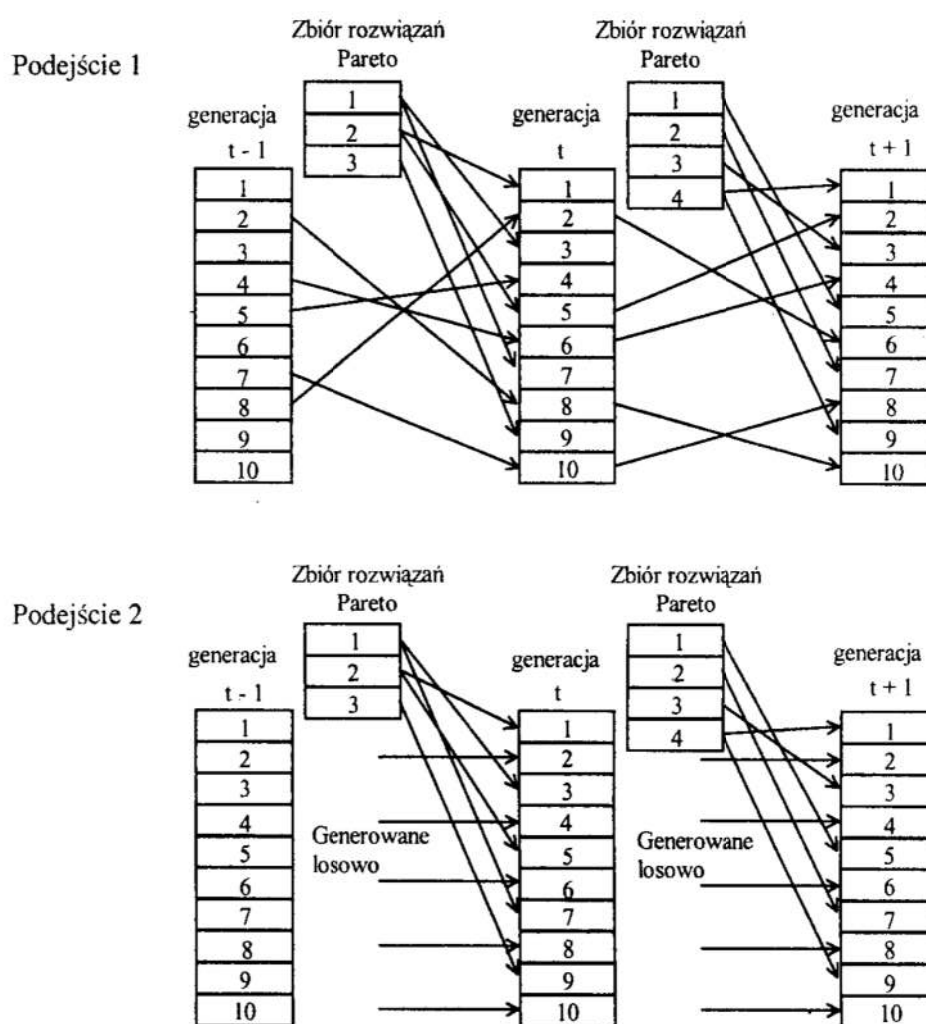 Podejście 1
Zbiór rozwiązań
Pareto
1
2
3
Zbiór rozwiązań
Pareto
1
2
3
4
generacja
t - 1
1
2
3
4
5
6
7
8
9
10
generacja
t
1
2
3
4
5
6
7
8
9
10
generacja
t + 1
1
2
3
4
5
6
7
8
9
10
Podejście 2
Zbiór rozwiązań
Pareto
1
2
3
Zbiór rozwiązań
Pareto
1
2
3
4
generacja
t - 1
1
2
3
4
5
6
7
8
9
10
Generowane
losowo
generacja
t
1
2
3
4
5
6
7
8
9
10
Generowane
losowo
generacja
t + 1
1
2
3
4
5
6
7
8
9
10